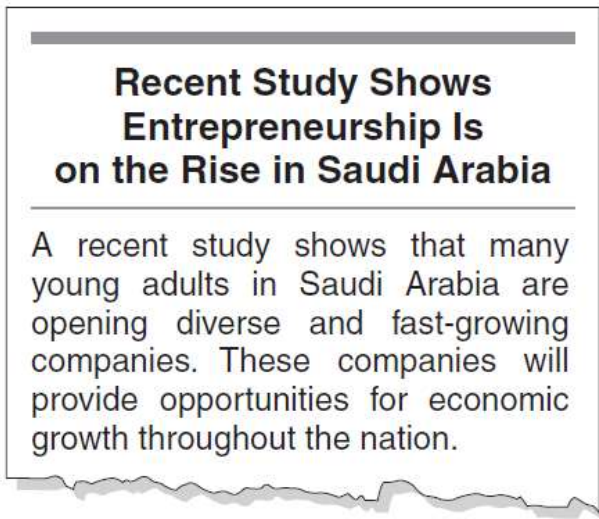 Recent Study Shows
Entrepreneurship Is
on the Rise in Saudi Arabia
A recent study shows that many
young adults in Saudi Arabia are
opening diverse and fast-growing
companies. These companies will
provide opportunities for economic
growth throughout the nation.